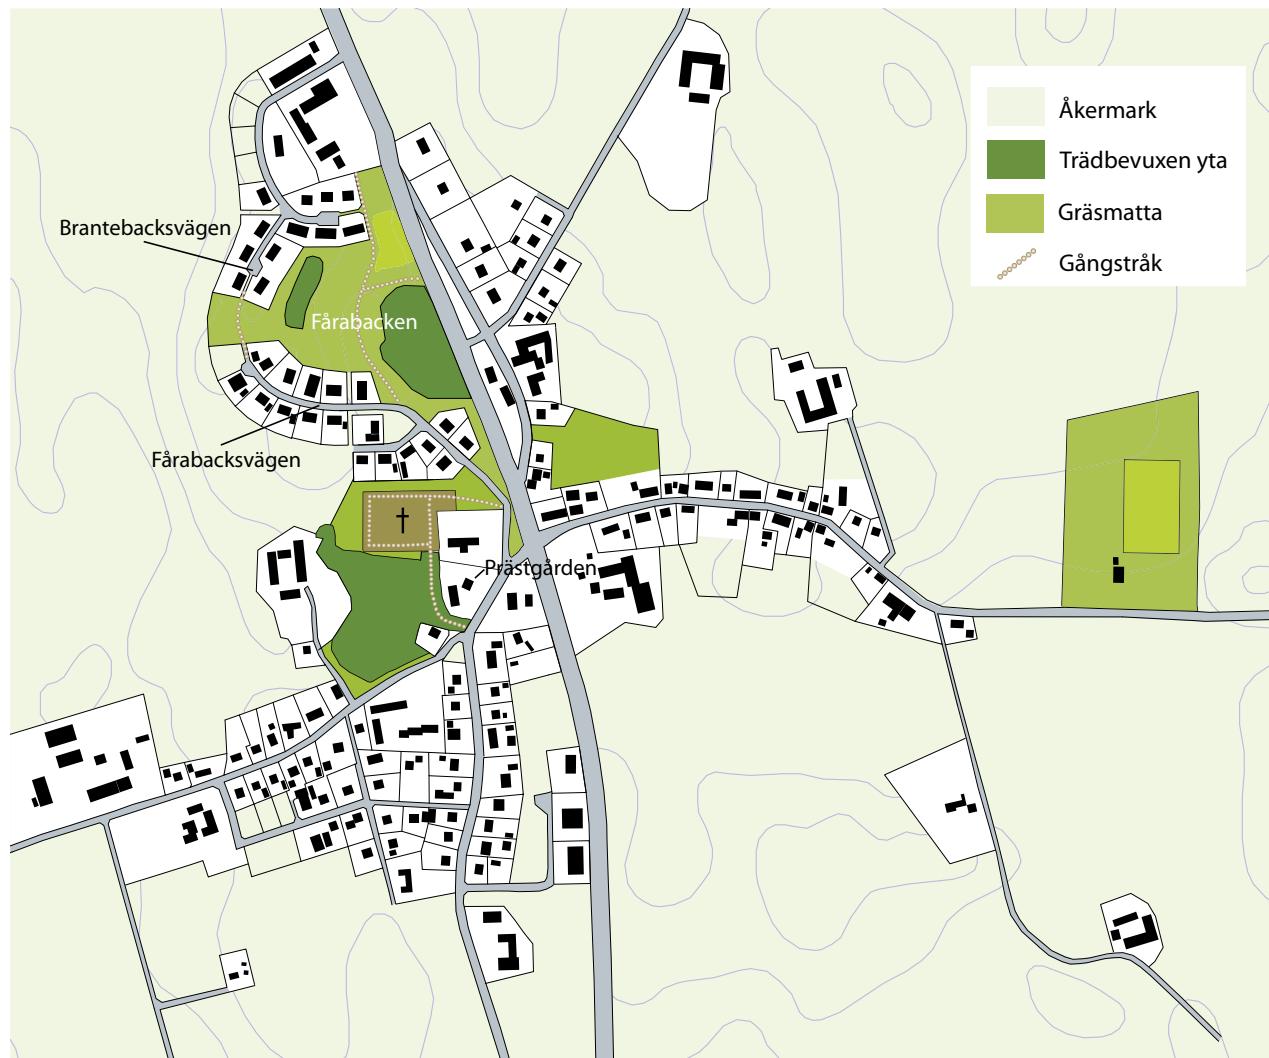 Åkermark
Trädbevuxen yta
Gräsmatta
Gångstråk
Brantebacksvägen
Fårabacken
Fårabacksvägen
Prästgården